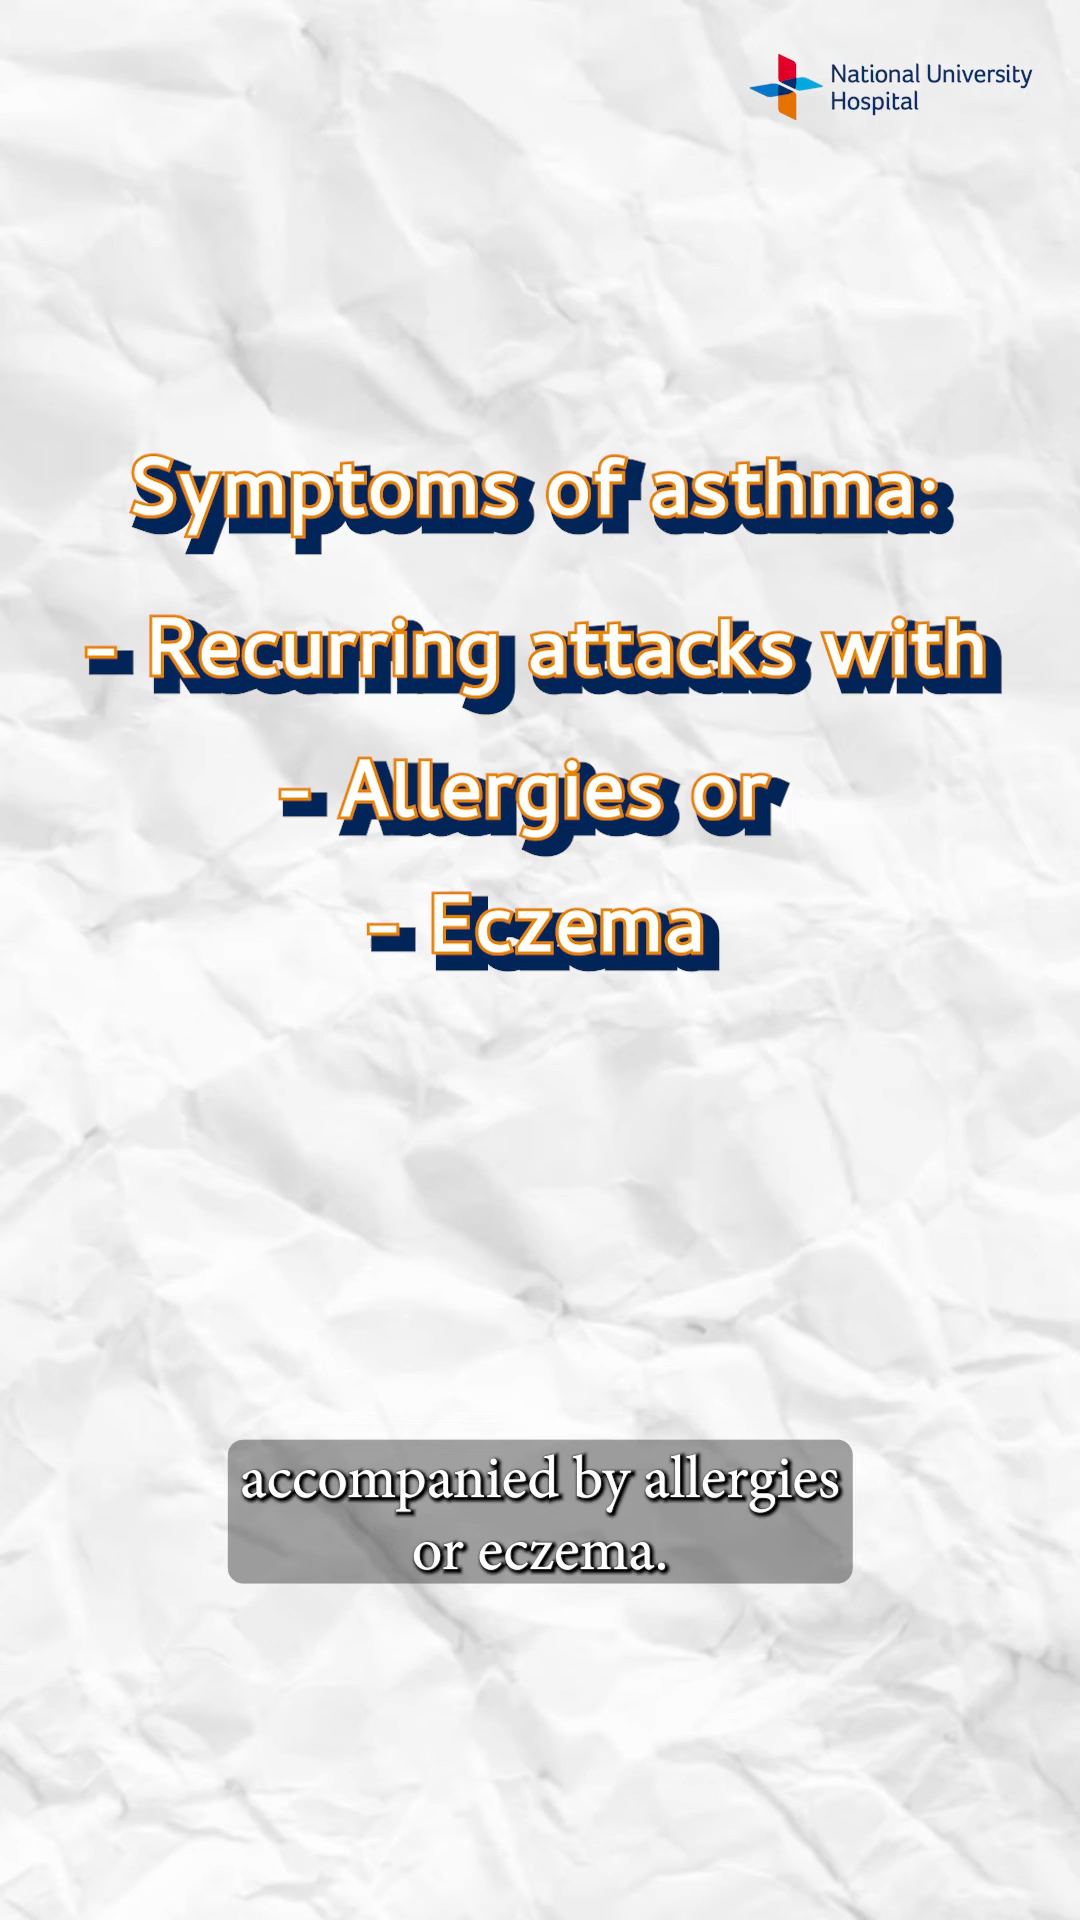 National University
Hospital
Symptoms of asthma:
- Recurring attacks with
- Allergies or
- Eczema
accompanied by allergies
or eczema.